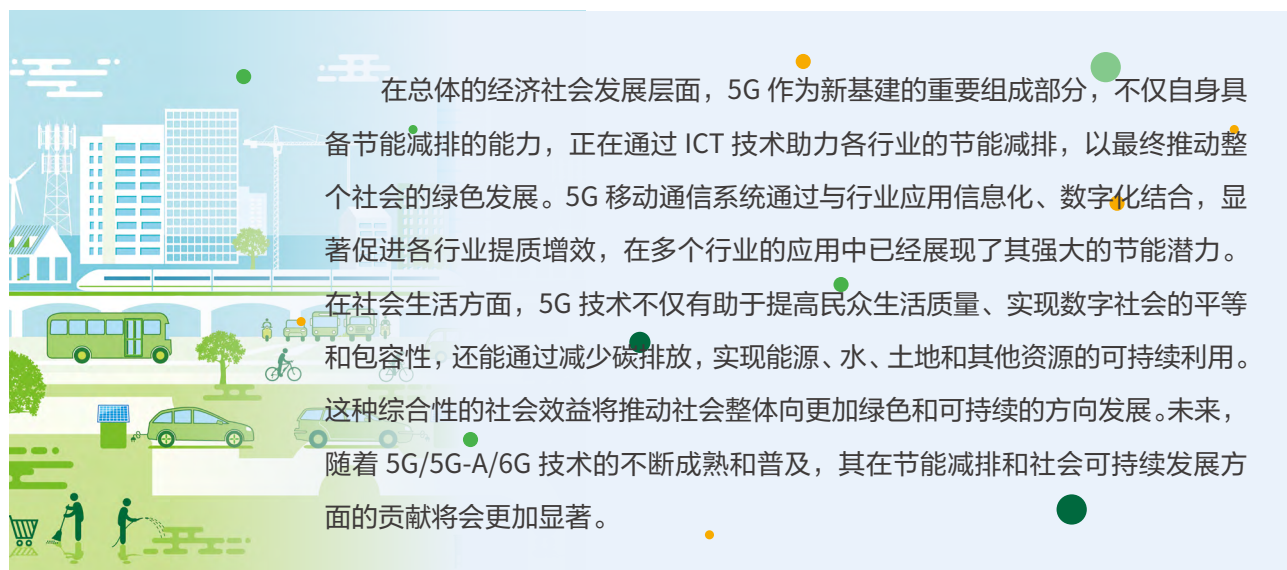 在总体的经济社会发展层面，5G 作为新基建的重要组成部分，不仅自身具
备节能减排的能力，正在通过 ICT 技术助力各行业的节能减排，以最终推动整
个社会的绿色发展。5G 移动通信系统通过与行业应用信息化、数字化结合，显
著促进各行业提质增效，在多个行业的应用中已经展现了其强大的节能潜力。
在社会生活方面，5G 技术不仅有助于提高民众生活质量、实现数字社会的平等
和包容性，还能通过减少碳排放，实现能源、水、土地和其他资源的可持续利用。
这种综合性的社会效益将推动社会整体向更加绿色和可持续的方向发展。未来，
随着 5G/5G-A/6G 技术的不断成熟和普及，其在节能减排和社会可持续发展方
面的贡献将会更加显著。